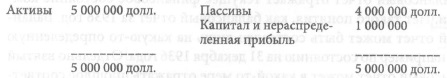 Активы 5 000 000 долл. Пассивы 4 000 000 долл.
Капитал и нераспреде- 1 000 000
ленная прибыль
5 000 000 долл. 5 000 000 долл.